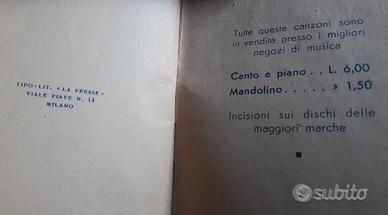 TIPO-LIT. «LA PRESSE»
VIALE PIAVE N. 14
MILANO
Tutte queste canzoni sono
in vendita presso i migliori
negozi di musica
Canto e piano . . L. 6,00
Mandolino . . . . . » 1,50
Incisioni sui dischi delle
maggiori marche
subito